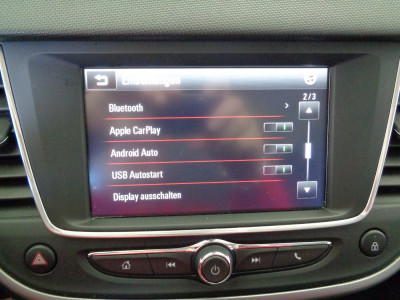 Einstellungen
2/3
Bluetooth
Apple CarPlay
Android Auto
USB Autostart
Display ausschalten